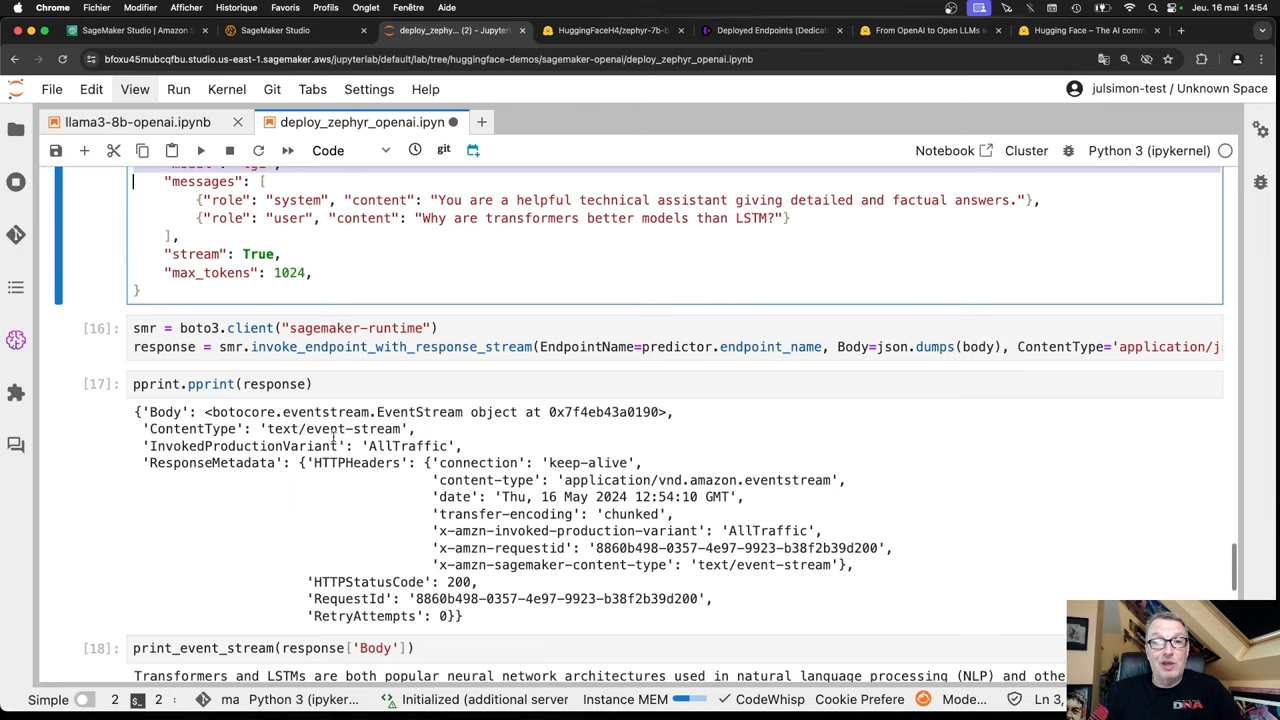 Chrome Fichier Modifier Afficher Historique Favoris Profils Onglet Fenêtre Aide Jeu. 16 mai 14:54
SageMaker Studio | Amazon S SageMaker Studio deploy_zephy... (2) - JupyterL HuggingFaceH4/zephyr-7b-b Deployed Endpoints (Dedicat From OpenAI to Open LLMs w Hugging Face – The AI comm
bfoxu45mubcqfbu.studio.us-east-1.sagemaker.aws/jupyterlab/default/lab/tree/huggingface-demos/sagemaker-openai/deploy_zephyr_openai.ipynb
File Edit View Run Kernel Git Tabs Settings Help julsimon-test / Unknown Space
llama3-8b-openai.ipynb deploy_zephyr_openai.ipyn
Code git Notebook Cluster Python 3 (ipykernel)
"messages": [
{"role": "system", "content": "You are a helpful technical assistant giving detailed and factual answers."},
{"role": "user", "content": "Why are transformers better models than LSTM?"}
],
"stream": True,
"max_tokens": 1024,
}
[16]: smr = boto3.client("sagemaker-runtime")
response = smr.invoke_endpoint_with_response_stream(EndpointName=predictor.endpoint_name, Body=json.dumps(body), ContentType='application/js
[17]: pprint.pprint(response)
{'Body': <botocore.eventstream.EventStream object at 0x7f4eb43a0190>,
'ContentType': 'text/event-stream',
'InvokedProductionVariant': 'AllTraffic',
'ResponseMetadata': {'HTTPHeaders': {'connection': 'keep-alive',
'content-type': 'application/vnd.amazon.eventstream',
'date': 'Thu, 16 May 2024 12:54:10 GMT',
'transfer-encoding': 'chunked',
'x-amzn-invoked-production-variant': 'AllTraffic',
'x-amzn-requestid': '8860b498-0357-4e97-9923-b38f2b39d200',
'x-amzn-sagemaker-content-type': 'text/event-stream'},
'HTTPStatusCode': 200,
'RequestId': '8860b498-0357-4e97-9923-b38f2b39d200',
'RetryAttempts': 0}}
[18]: print_event_stream(response['Body'])
Transformers and LSTMs are both popular neural network architectures used in natural language processing (NLP) and othe
Simple 2 2 ma Python 3 (ipyker... Initialized (additional server Instance MEM CodeWhisp Cookie Prefere Mode... Ln 3,
DNA